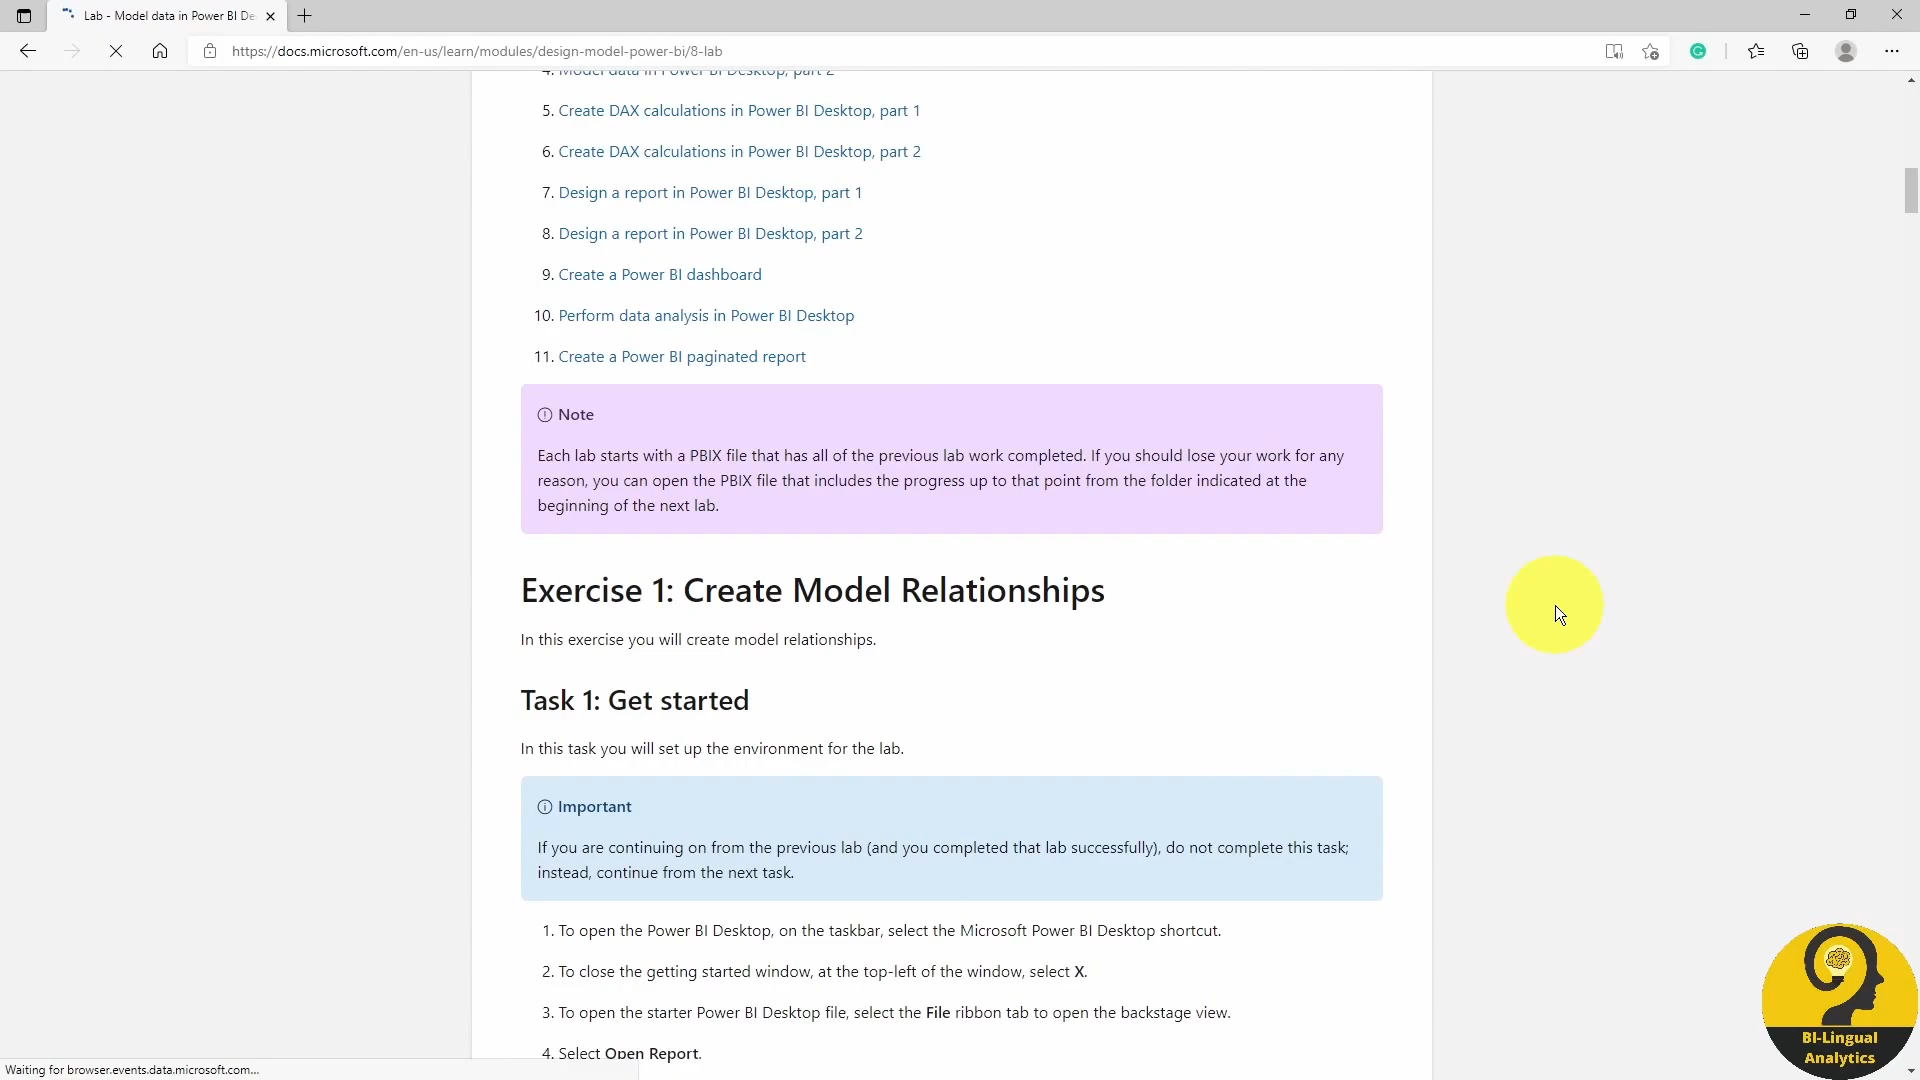 Lab - Model data in Power BI De
https://docs.microsoft.com/en-us/learn/modules/design-model-power-bi/8-lab
4. Model data in Power BI Desktop, part 2
5. Create DAX calculations in Power BI Desktop, part 1
6. Create DAX calculations in Power BI Desktop, part 2
7. Design a report in Power BI Desktop, part 1
8. Design a report in Power BI Desktop, part 2
9. Create a Power BI dashboard
10. Perform data analysis in Power BI Desktop
11. Create a Power BI paginated report
Note
Each lab starts with a PBIX file that has all of the previous lab work completed. If you should lose your work for any
reason, you can open the PBIX file that includes the progress up to that point from the folder indicated at the
beginning of the next lab.
Exercise 1: Create Model Relationships
In this exercise you will create model relationships.
Task 1: Get started
In this task you will set up the environment for the lab.
Important
If you are continuing on from the previous lab (and you completed that lab successfully), do not complete this task;
instead, continue from the next task.
1. To open the Power BI Desktop, on the taskbar, select the Microsoft Power BI Desktop shortcut.
2. To close the getting started window, at the top-left of the window, select X.
3. To open the starter Power BI Desktop file, select the File ribbon tab to open the backstage view.
4. Select Open Report.
Waiting for browser.events.data.microsoft.com...
BI-Lingual
Analytics